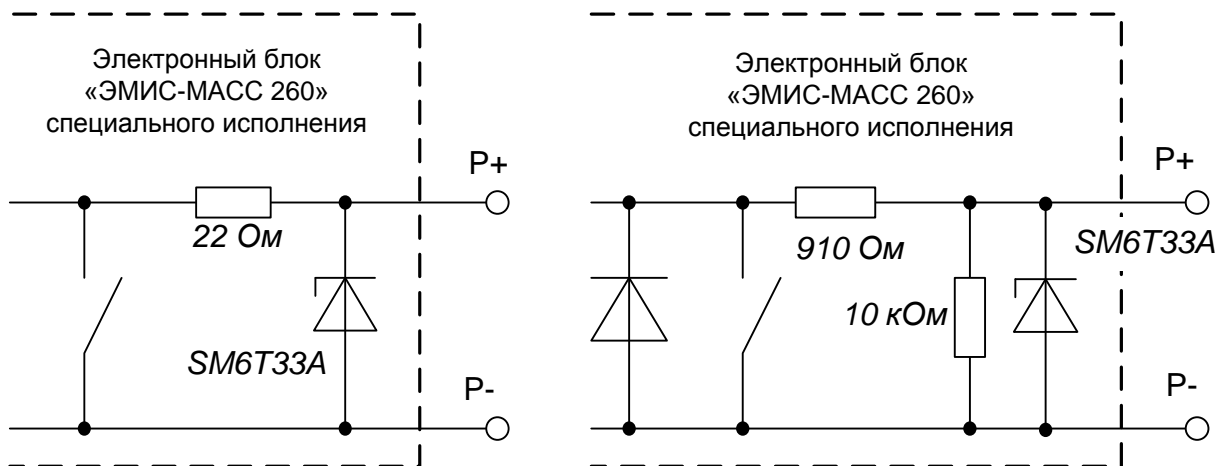 Электронный блок
«ЭМИС-МАСС 260»
специального исполнения
P+
22 Ом
SM6T33A
P-
Электронный блок
«ЭМИС-МАСС 260»
специального исполнения
P+
910 Ом
SM6T33A
10 кОм
P-